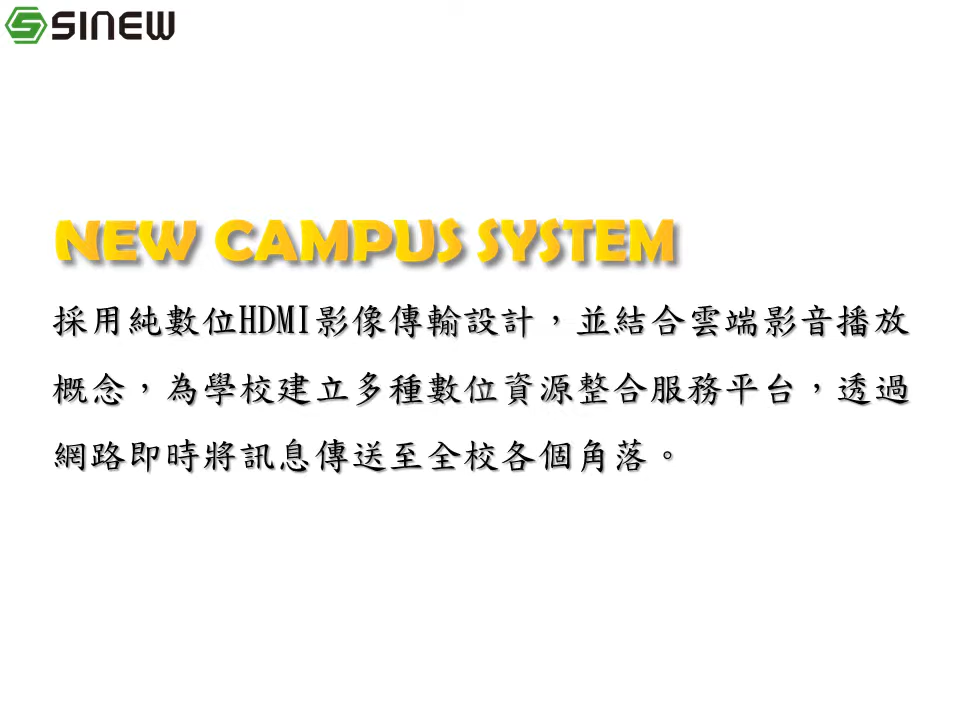 SINEW
NEW CAMPUS SYSTEM
採用純數位HDMI影像傳輸設計，並結合雲端影音播放
概念，為學校建立多種數位資源整合服務平台，透過
網路即時將訊息傳送至全校各個角落。